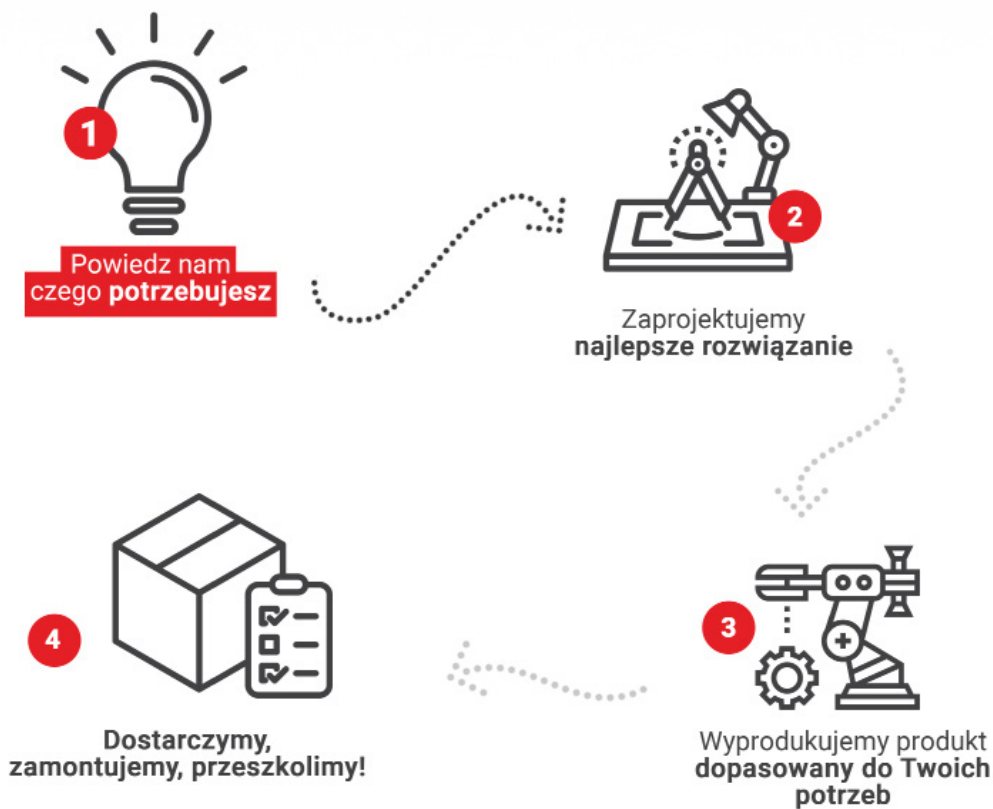 1
Powiedz nam
czego potrzebujesz
2
Zaprojektujemy
najlepsze rozwiązanie
3
Wyprodukujemy produkt
dopasowany do Twoich
potrzeb
4
Dostarczymy,
zamontujemy, przeszkolimy!